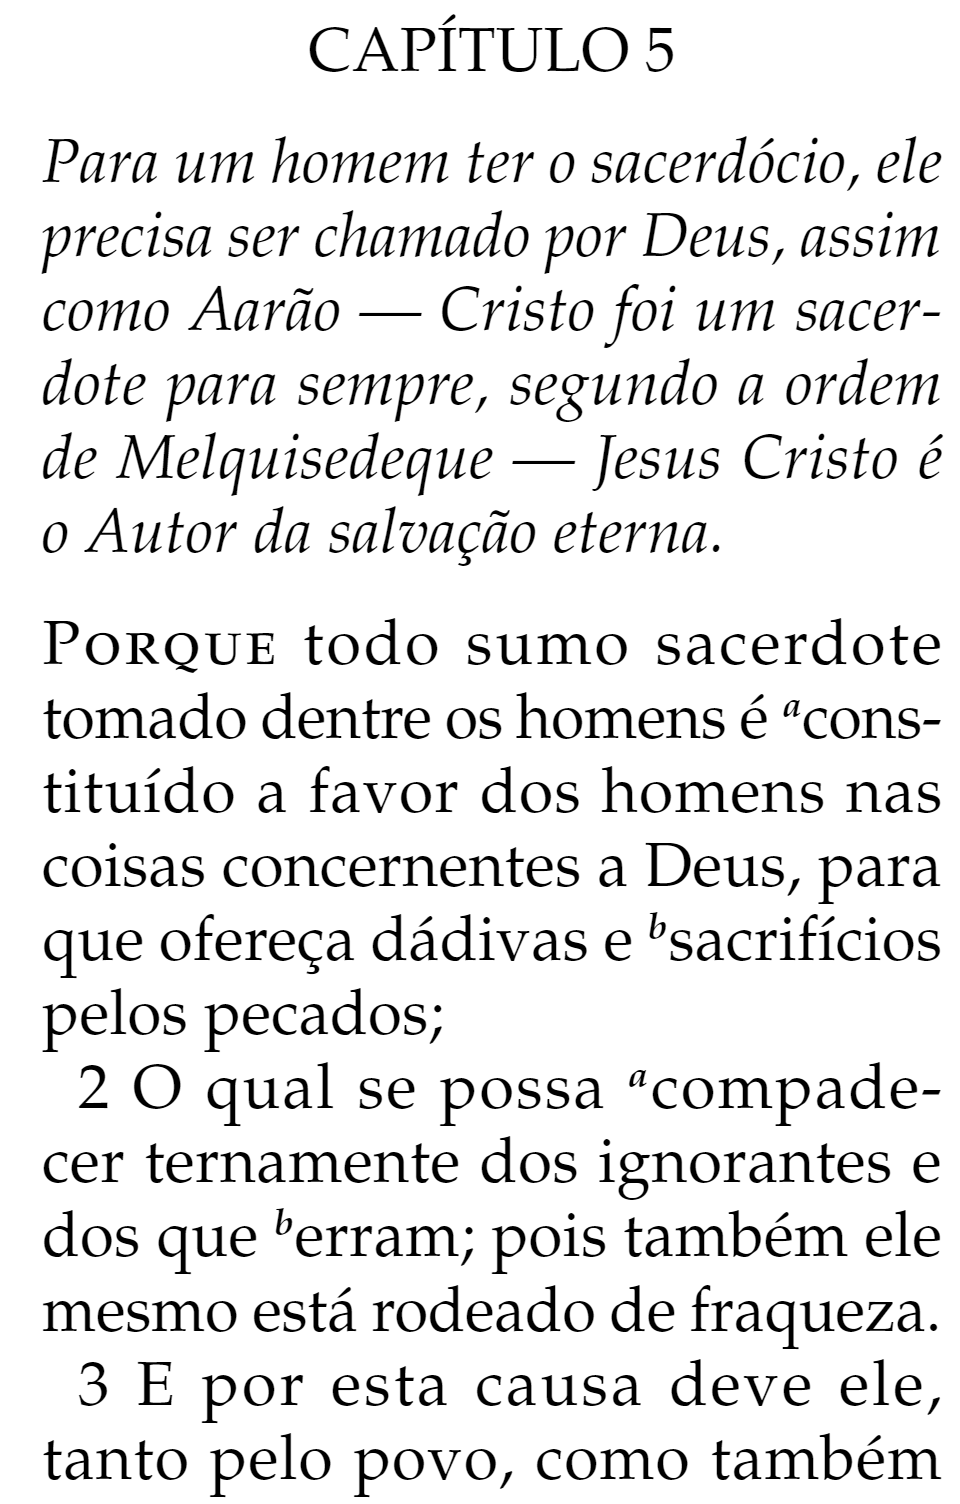 CAPÍTULO 5
Para um homem ter o sacerdócio, ele
precisa ser chamado por Deus, assim
como Aarão — Cristo foi um sacer-
dote para sempre, segundo a ordem
de Melquisedeque — Jesus Cristo é
o Autor da salvação eterna.
PORQUE todo sumo sacerdote
tomado dentre os homens é ᵃcons-
tituído a favor dos homens nas
coisas concernentes a Deus, para
que ofereça dádivas e ᵇsacrifícios
pelos pecados;
2 O qual se possa ᵃcompade-
cer ternamente dos ignorantes e
dos que ᵇerram; pois também ele
mesmo está rodeado de fraqueza.
3 E por esta causa deve ele,
tanto pelo povo, como também